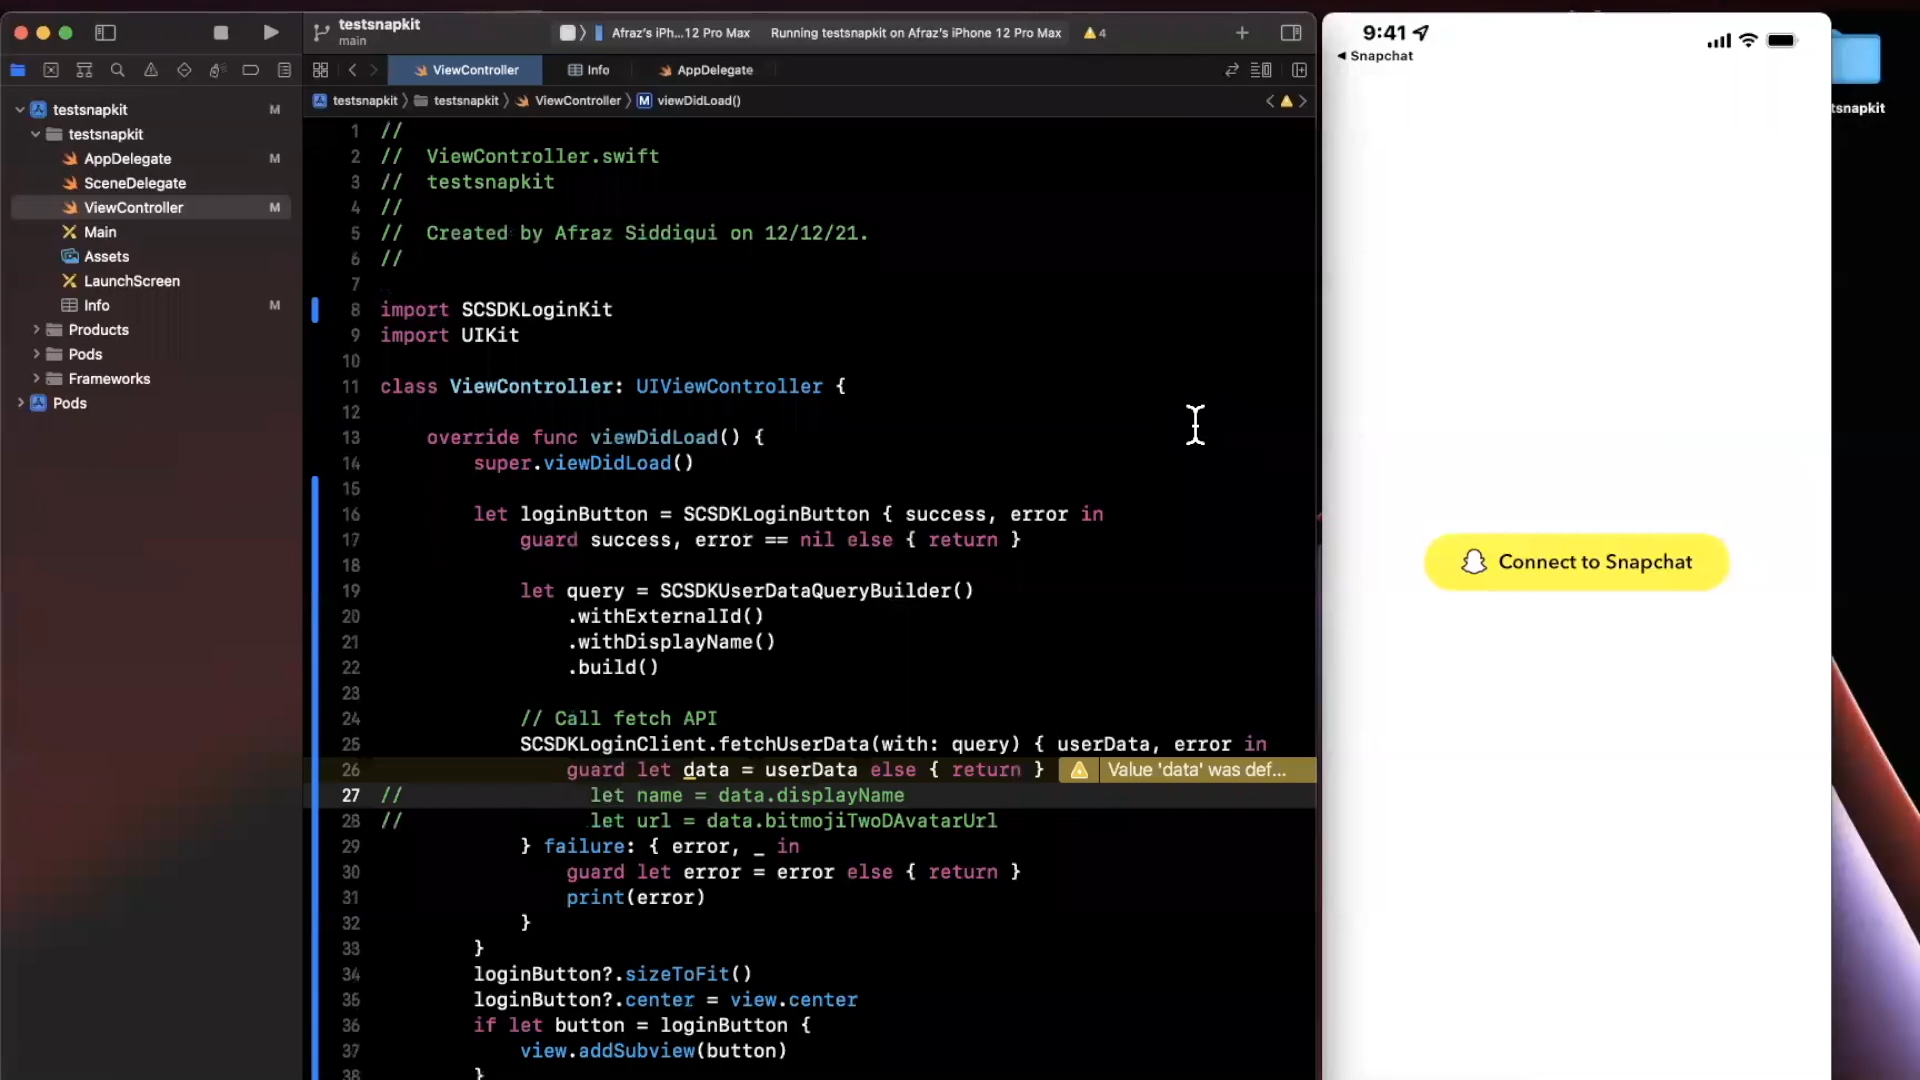 testsnapkit
main
Afraz's iPh...12 Pro Max
Running testsnapkit on Afraz's iPhone 12 Pro Max
4
ViewController
Info
AppDelegate
testsnapkit
testsnapkit
ViewController
M
viewDidLoad()
testsnapkit M
testsnapkit
AppDelegate M
SceneDelegate
ViewController M
Main
Assets
LaunchScreen
Info M
Products
Pods
Frameworks
Pods
1 //
2 // ViewController.swift
3 // testsnapkit
4 //
5 // Created by Afraz Siddiqui on 12/12/21.
6 //
7
8 import SCSDKLoginKit
9 import UIKit
10
11 class ViewController: UIViewController {
12
13 override func viewDidLoad() {
14 super.viewDidLoad()
15
16 let loginButton = SCSDKLoginButton { success, error in
17 guard success, error == nil else { return }
18
19 let query = SCSDKUserDataQueryBuilder()
20 .withExternalId()
21 .withDisplayName()
22 .build()
23
24 // Call fetch API
25 SCSDKLoginClient.fetchUserData(with: query) { userData, error in
26 guard let data = userData else { return } Value 'data' was def...
27 // let name = data.displayName
28 // let url = data.bitmojiTwoDAvatarUrl
29 } failure: { error, _ in
30 guard let error = error else { return }
31 print(error)
32 }
33 }
34 loginButton?.sizeToFit()
35 loginButton?.center = view.center
36 if let button = loginButton {
37 view.addSubview(button)
38 }
9:41
Snapchat
Connect to Snapchat
tsnapkit